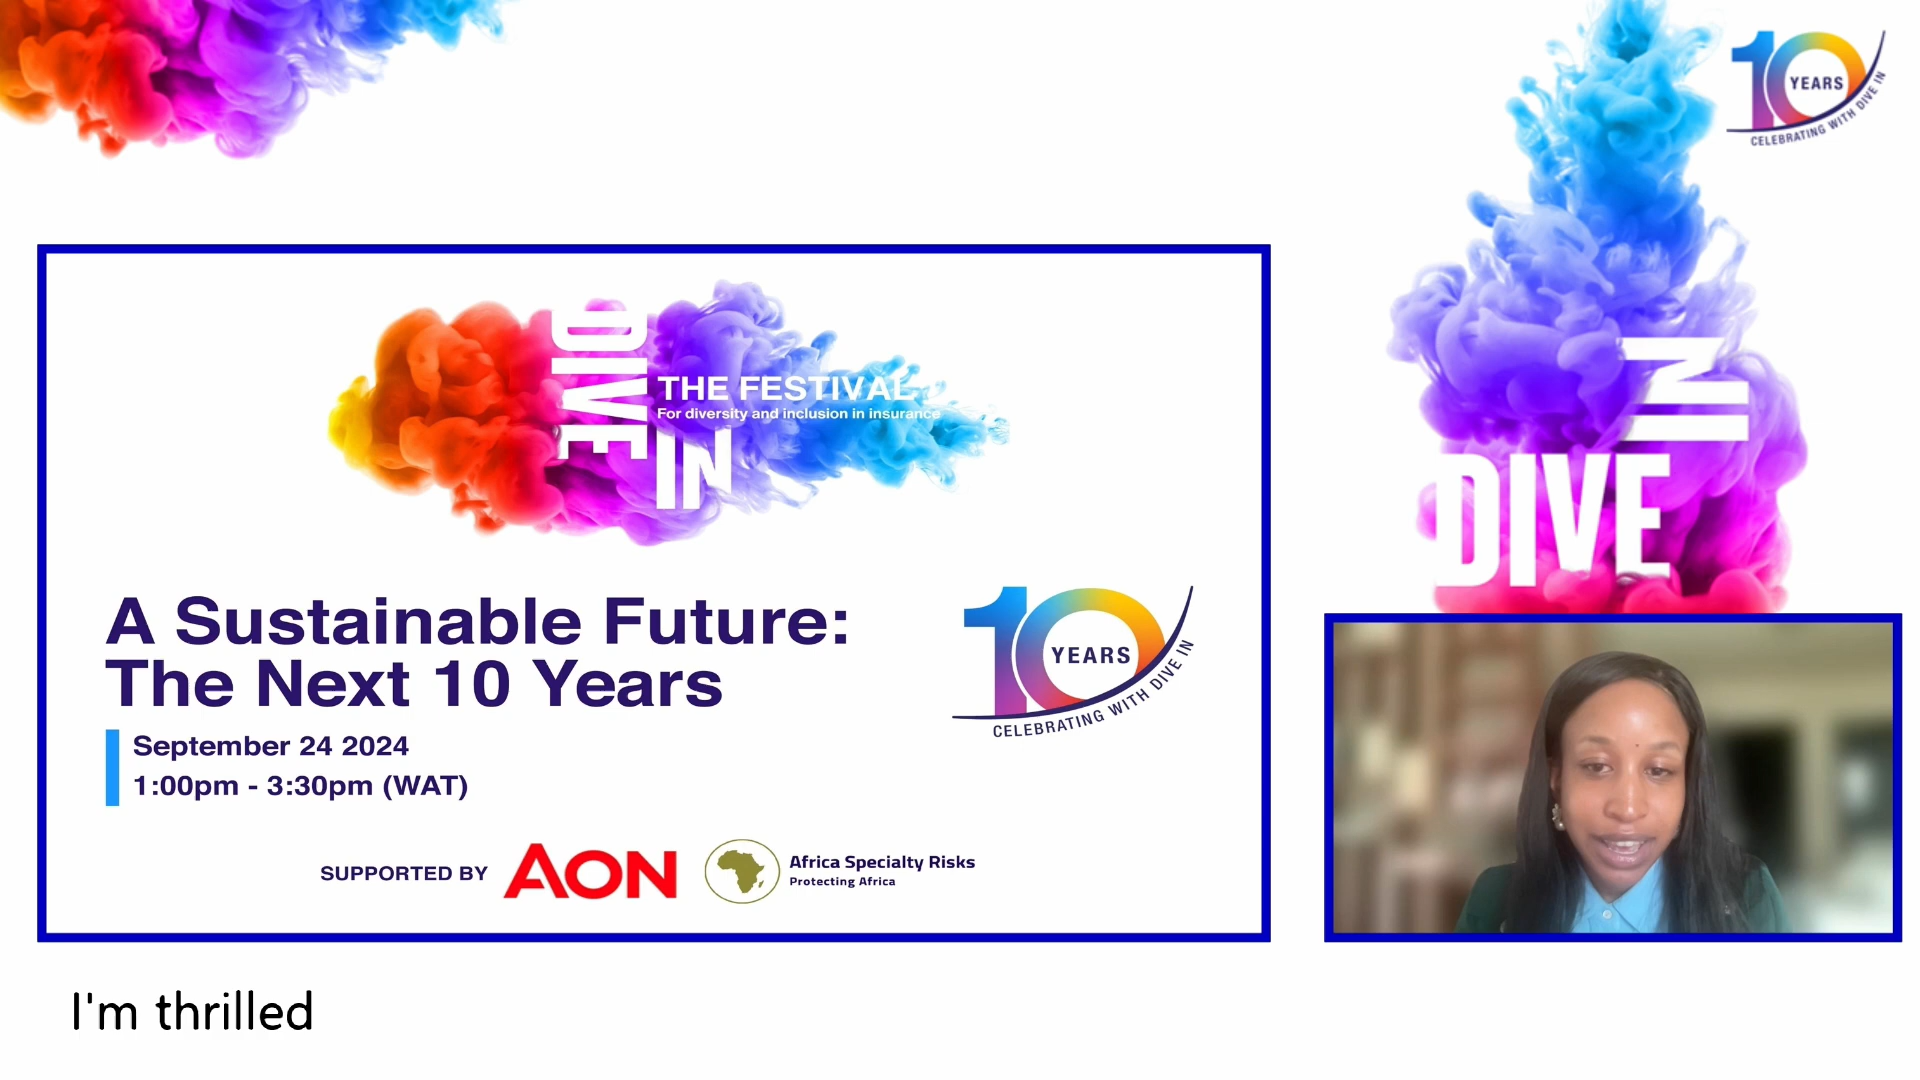 10 YEARS
CELEBRATING WITH DIVE IN
DIVE IN
THE FESTIVAL
For diversity and inclusion in insurance
DIVE IN
A Sustainable Future:
The Next 10 Years
10 YEARS
CELEBRATING WITH DIVE IN
September 24 2024
1:00pm - 3:30pm (WAT)
SUPPORTED BY
AON
Africa Specialty Risks
Protecting Africa
I'm thrilled